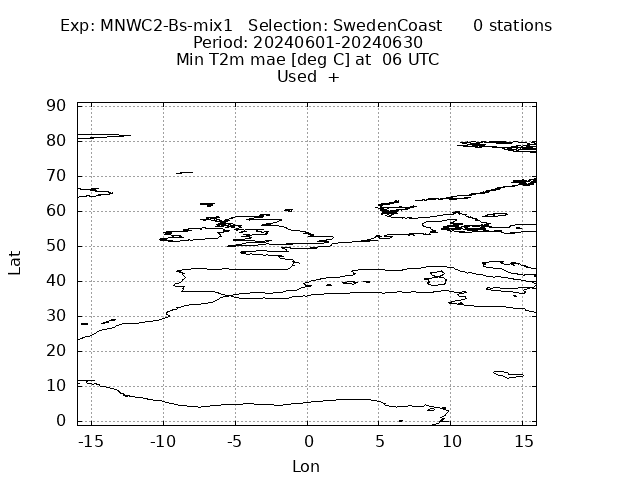 Exp: MNWC2-Bs-mix1   Selection: SwedenCoast      0 stations
Period: 20240601-20240630
Min T2m mae [deg C] at  06 UTC
Used  +
90
80
70
60
50
40
30
20
10
0
Lat
-15 -10 -5 0 5 10 15
Lon